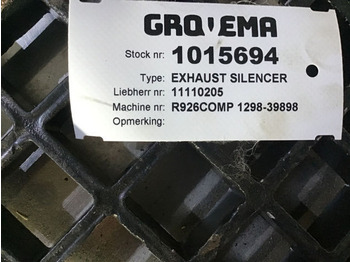 GROVEMA
Stock nr: 1015694
Type: EXHAUST SILENCER
Liebherr nr: 11110205
Machine nr: R926COMP 1298-39898
Opmerking: